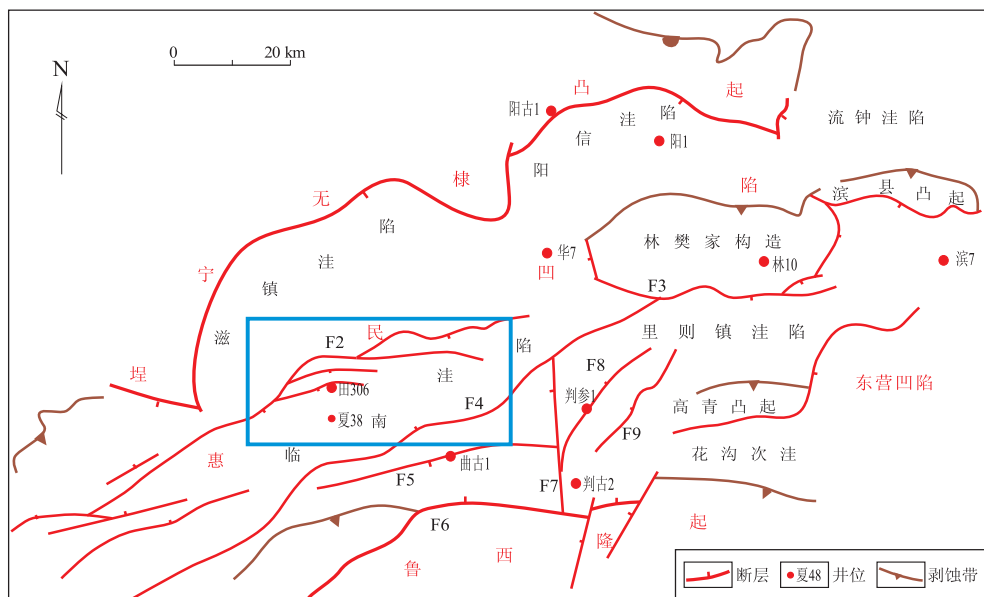 0 20 km
N
凸起
阳古1
阳信洼陷
阳1
流钟洼陷
无棣
滨县凸起
陷
林樊家构造
华7
林10
滨7
凹
F3
宁
滋镇洼陷
民
里则镇洼陷
F2
陷
F8
洼
埕
田306
F4
判参1
东营凹陷
高青凸起
夏38
南
F9
临
花沟次洼
惠
曲古1
F5
F7
判古2
F6
起
鲁西隆
断层
夏48 井位
剥蚀带